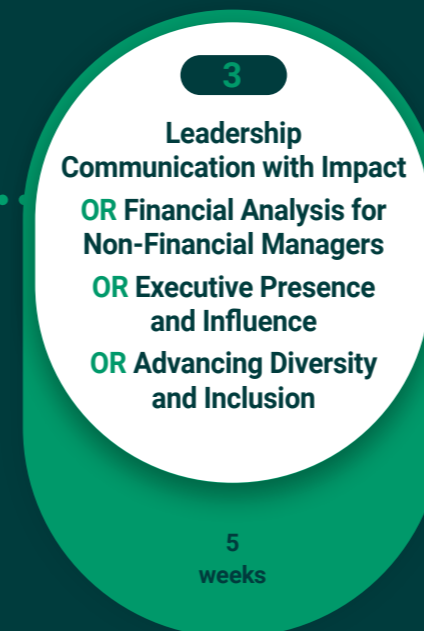 3
Leadership
Communication with Impact
OR Financial Analysis for
Non-Financial Managers
OR Executive Presence
and Influence
OR Advancing Diversity
and Inclusion
5
weeks